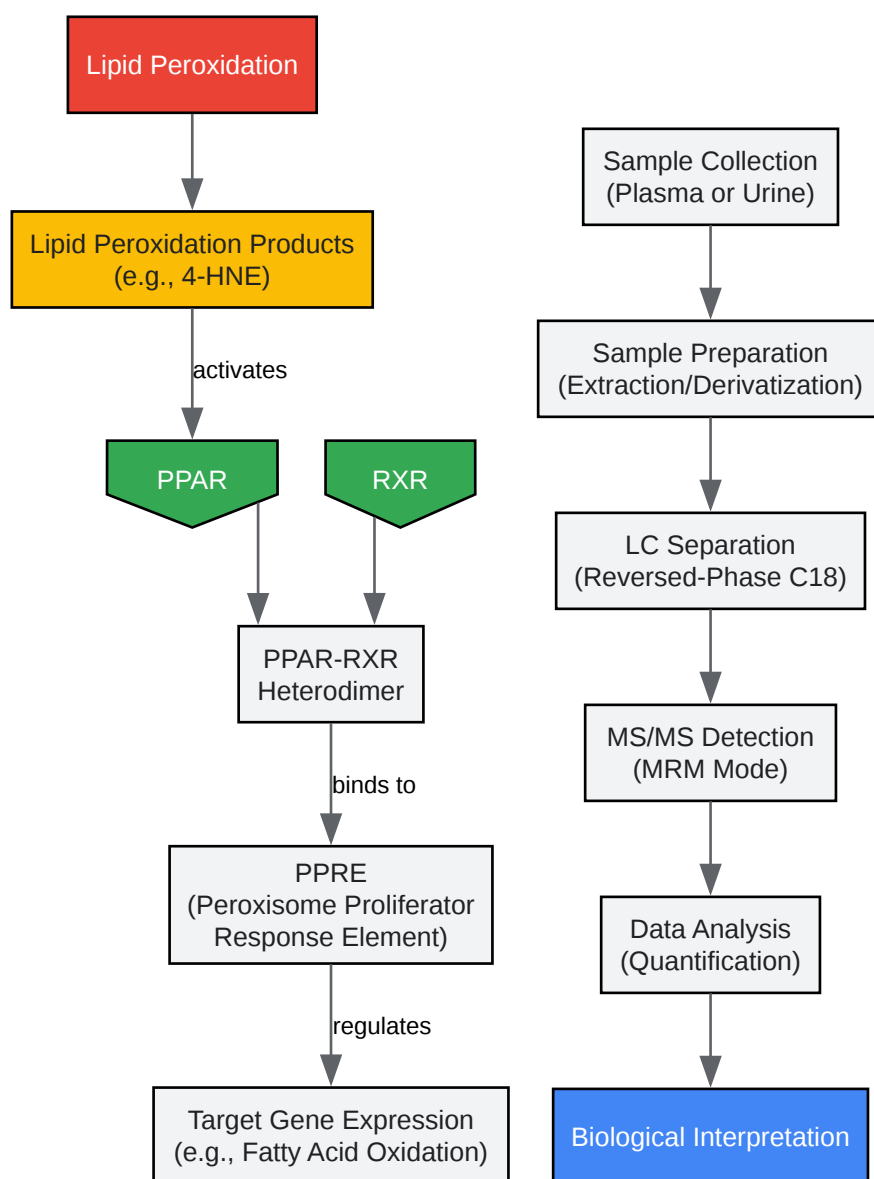 Lipid Peroxidation
Lipid Peroxidation Products
(e.g., 4-HNE)
activates
PPAR
RXR
PPAR-RXR
Heterodimer
binds to
PPRE
(Peroxisome Proliferator
Response Element)
regulates
Target Gene Expression
(e.g., Fatty Acid Oxidation)
Sample Collection
(Plasma or Urine)
Sample Preparation
(Extraction/Derivatization)
LC Separation
(Reversed-Phase C18)
MS/MS Detection
(MRM Mode)
Data Analysis
(Quantification)
Biological Interpretation